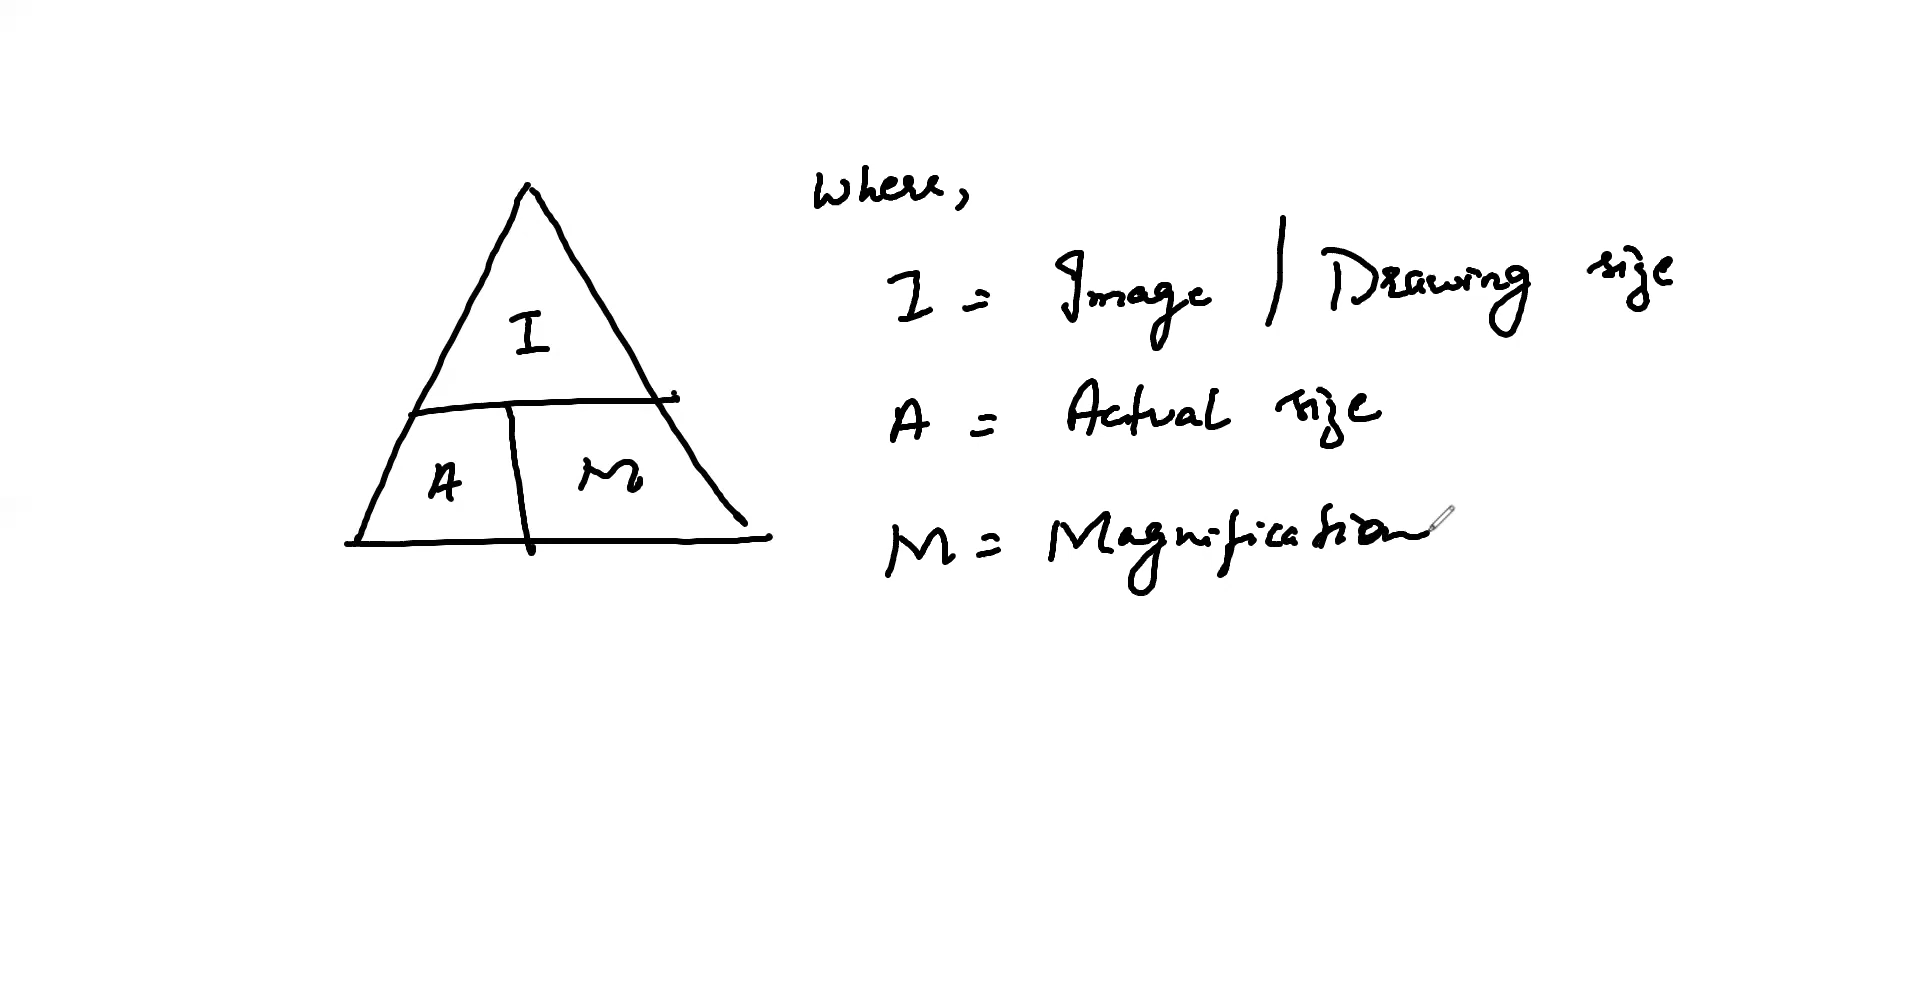 where,
I = Image / Drawing size
I
A = Actual size
A M
M = Magnification